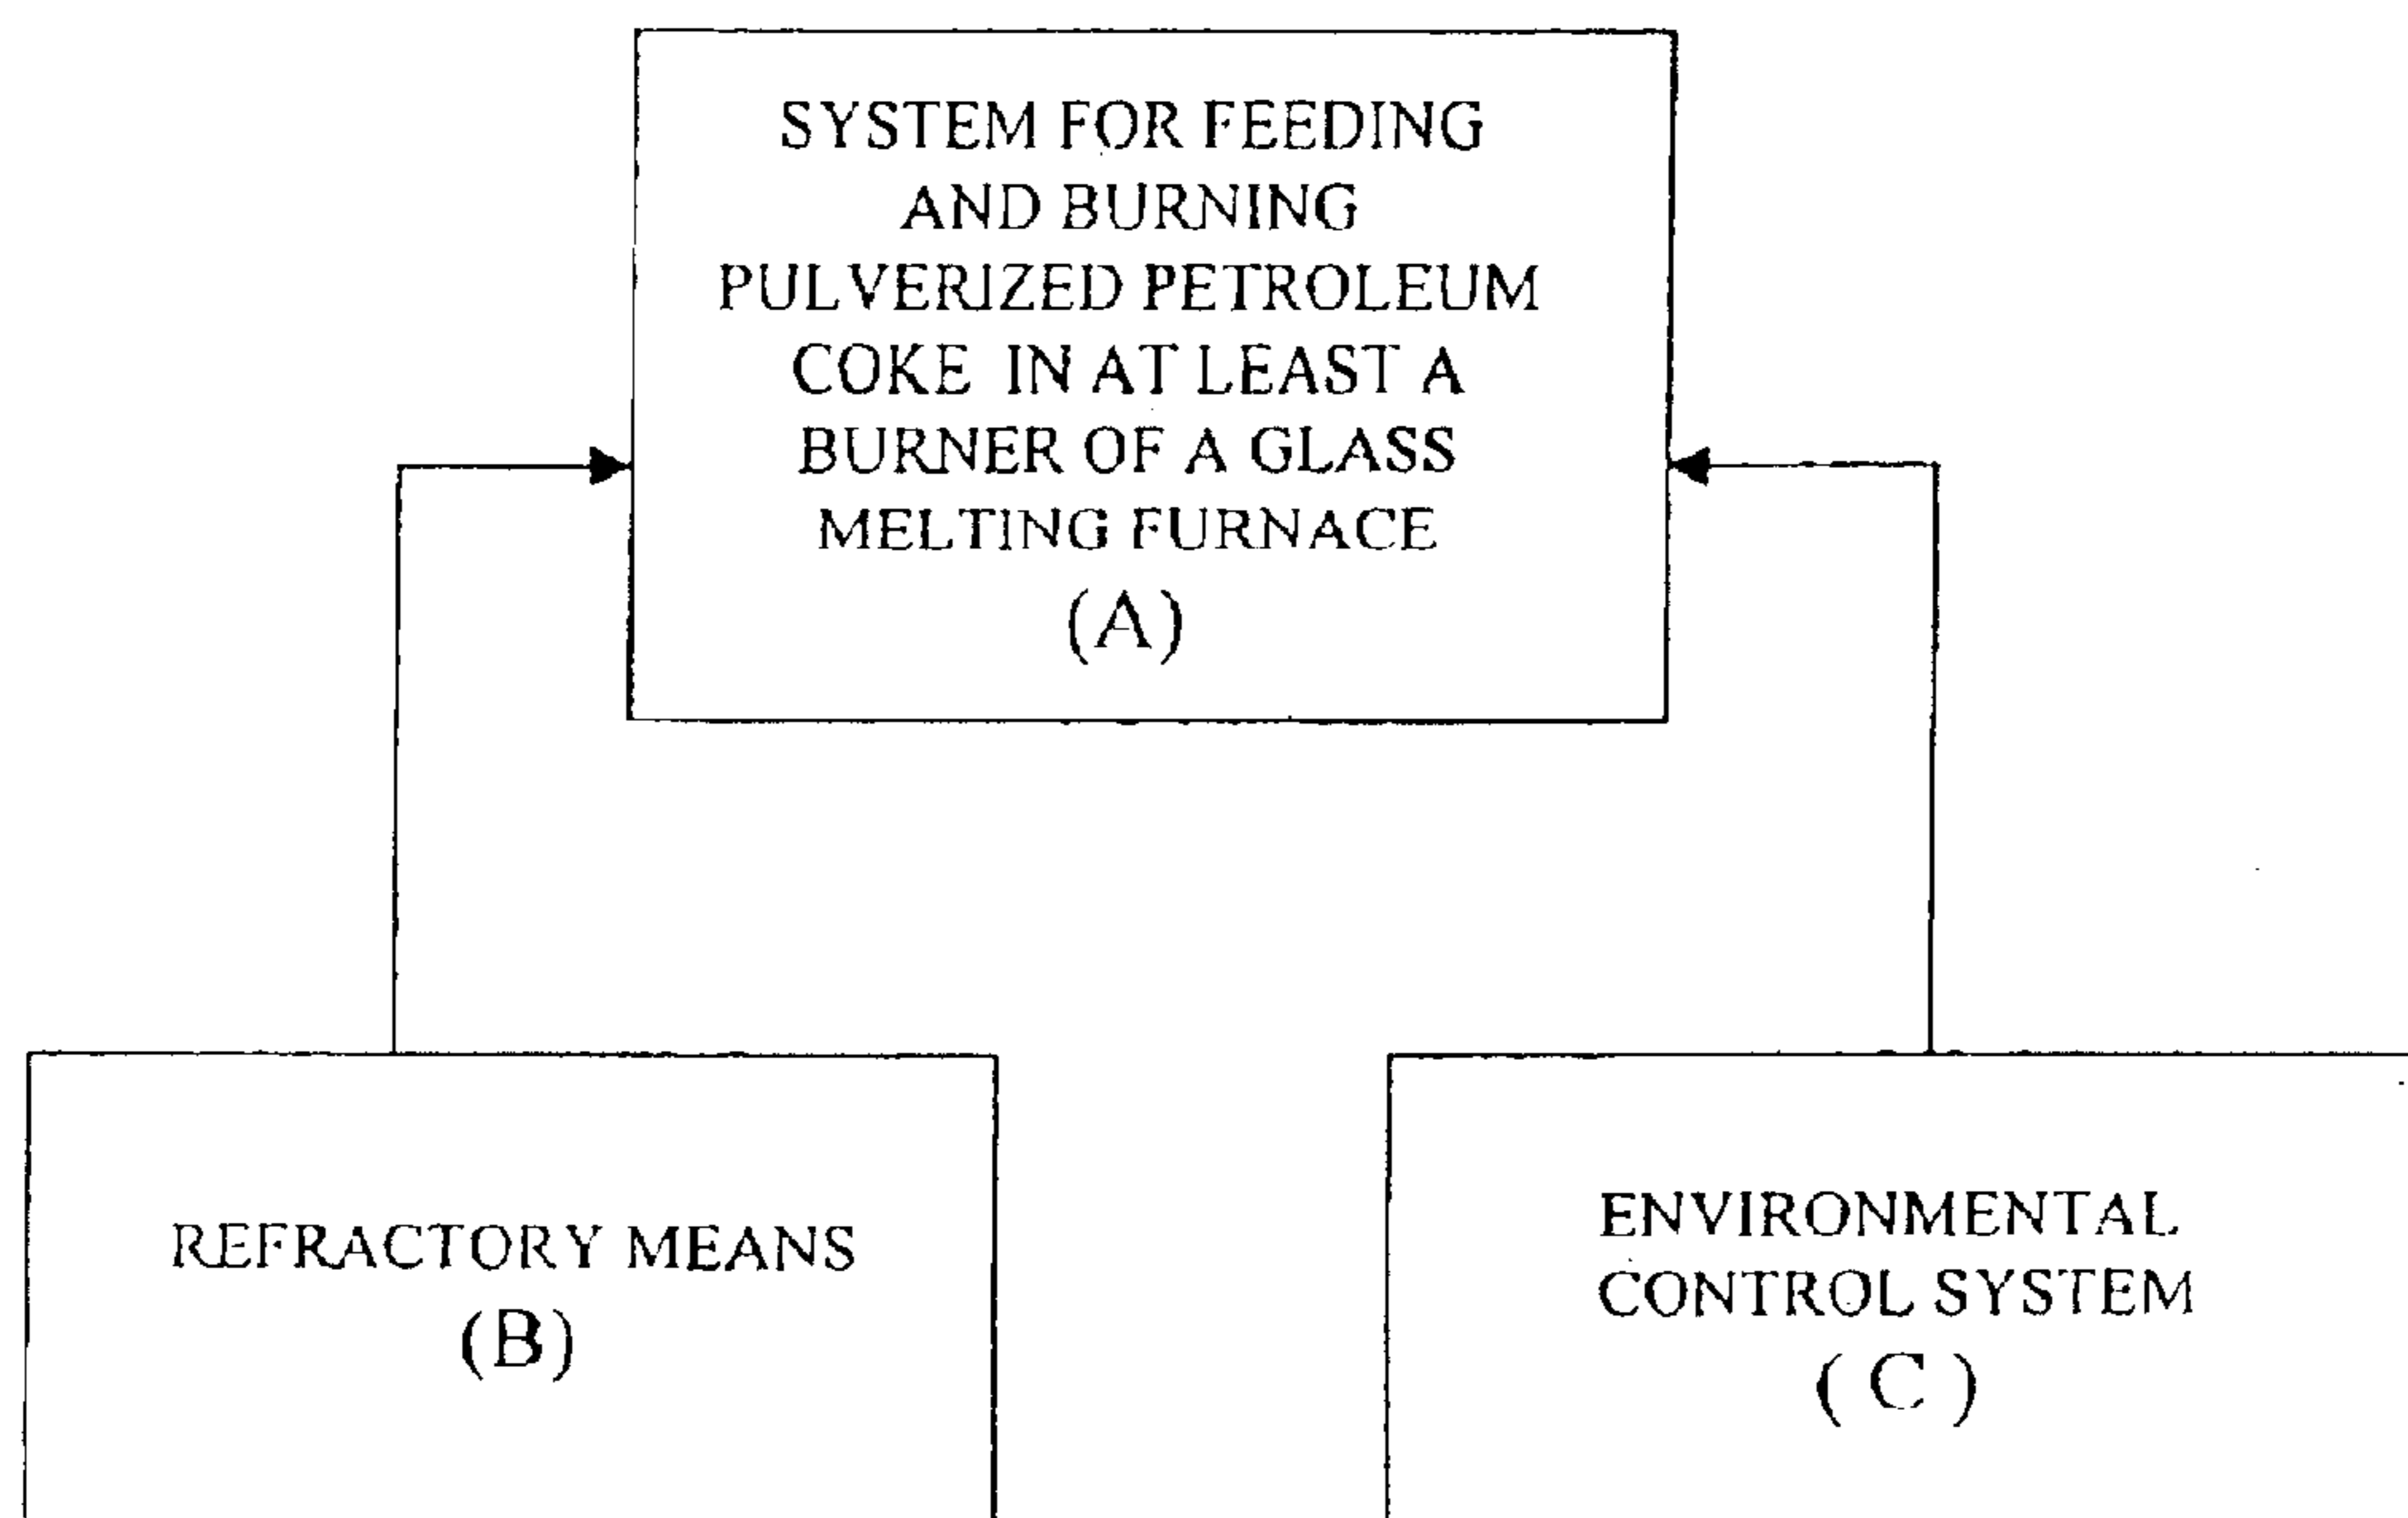 SYSTEM FOR FEEDING
AND BURNING
PULVERIZED PETROLEUM
COKE IN AT LEAST A
BURNER OF A GLASS
MELTING FURNACE
(A)
REFRACTORY MEANS
(B)
ENVIRONMENTAL
CONTROL SYSTEM
( C )